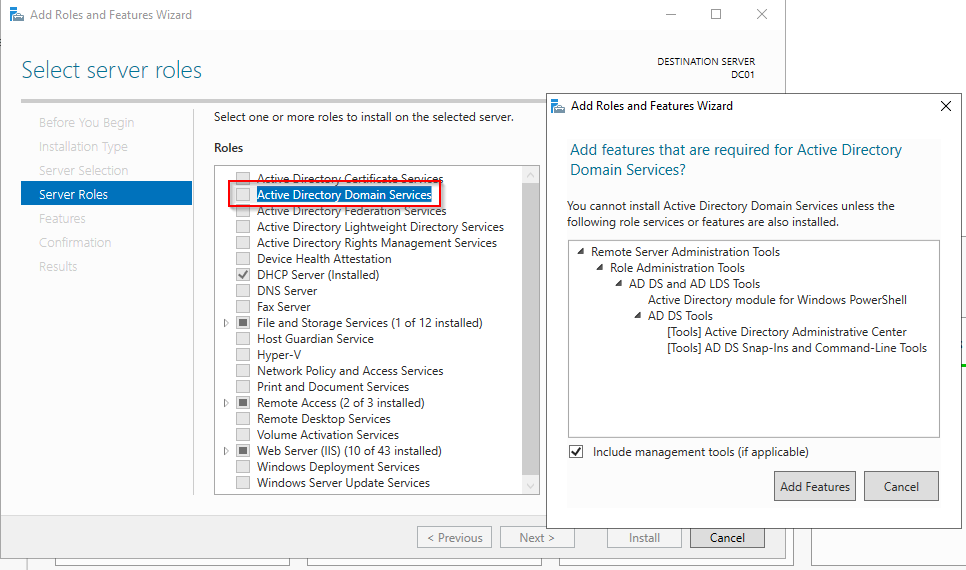 Add Roles and Features Wizard
Select server roles
DESTINATION SERVER
DC01
Before You Begin
Installation Type
Server Selection
Server Roles
Features
Confirmation
Results
Select one or more roles to install on the selected server.
Roles
Active Directory Certificate Services
Active Directory Domain Services
Active Directory Federation Services
Active Directory Lightweight Directory Services
Active Directory Rights Management Services
Device Health Attestation
DHCP Server (Installed)
DNS Server
Fax Server
File and Storage Services (1 of 12 installed)
Host Guardian Service
Hyper-V
Network Policy and Access Services
Print and Document Services
Remote Access (2 of 3 installed)
Remote Desktop Services
Volume Activation Services
Web Server (IIS) (10 of 43 installed)
Windows Deployment Services
Windows Server Update Services
< Previous
Next >
Install
Cancel
Add Roles and Features Wizard
Add features that are required for Active Directory
Domain Services?
You cannot install Active Directory Domain Services unless the
following role services or features are also installed.
Remote Server Administration Tools
Role Administration Tools
AD DS and AD LDS Tools
Active Directory module for Windows PowerShell
AD DS Tools
[Tools] Active Directory Administrative Center
[Tools] AD DS Snap-Ins and Command-Line Tools
Include management tools (if applicable)
Add Features
Cancel